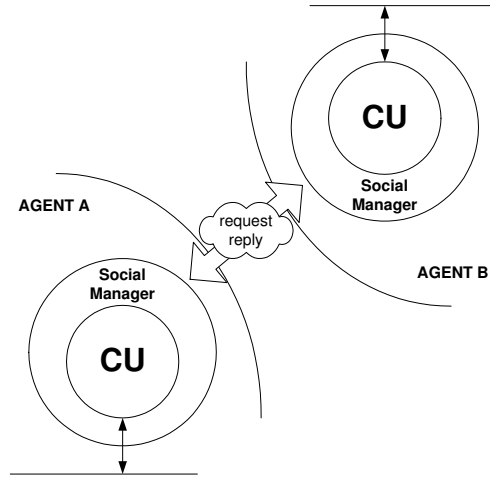 CU
Social
Manager
AGENT A
request
reply
AGENT B
Social
Manager
CU